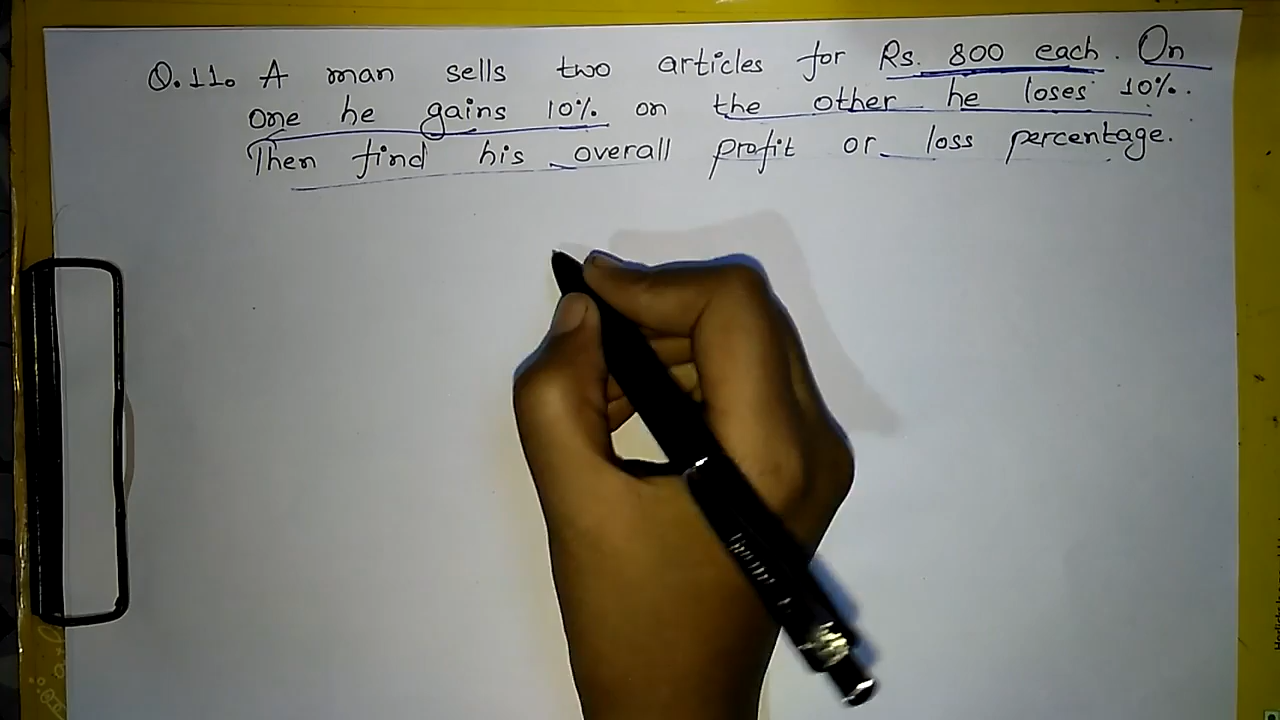 Q.11. A man sells two articles for Rs. 800 each. On
one he gains 10% on the other he loses 10%.
Then find his overall profit or loss percentage.